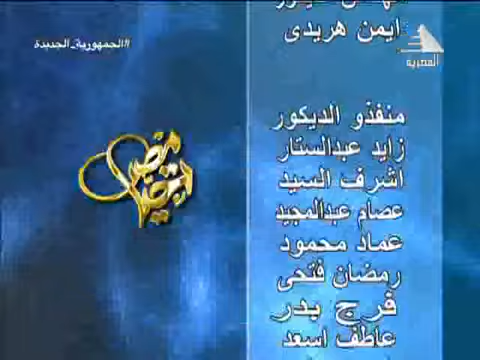 ايمن هريدى
المصرية
#الجمهورية_الجديدة
منفذو الديكور
زايد عبدالستار
اشرف السيد
عصام عبدالمجيد
عماد محمود
رمضان فتحى
فرج بدر
عاطف اسعد